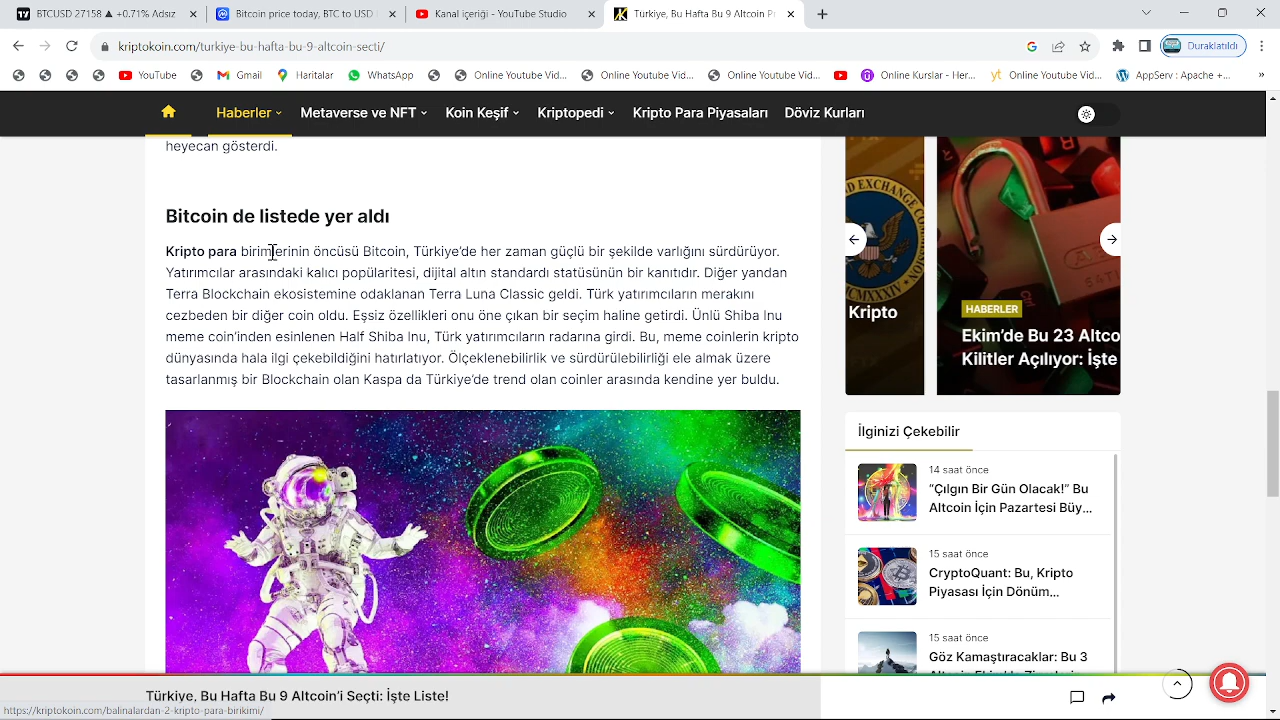 BTCUSD 27158 ▲ +0.71% Adsız
Bitcoin price today, BTC to USD
Kanal içeriği - YouTube Studio
Türkiye, Bu Hafta Bu 9 Altcoin
kriptokoin.com/turkiye-bu-hafta-bu-9-altcoin-secti/
Duraklatıldı
YouTube
Gmail
Haritalar
WhatsApp
Online Youtube Vid...
Online Youtube Vid...
Online Youtube Vid...
Online Kurslar - Her...
Online Youtube Vid...
AppServ : Apache +...
Haberler
Metaverse ve NFT
Koin Keşif
Kriptopedi
Kripto Para Piyasaları
Döviz Kurları
heyecan gösterdi.
Bitcoin de listede yer aldı
Kripto para birimlerinin öncüsü Bitcoin, Türkiye’de her zaman güçlü bir şekilde varlığını sürdürüyor.
Yatırımcılar arasındaki kalıcı popülaritesi, dijital altın standardı statüsünün bir kanıtıdır. Diğer yandan
Terra Blockchain ekosistemine odaklanan Terra Luna Classic geldi. Türk yatırımcıların merakını
cezbeden bir diğer coin oldu. Eşsiz özellikleri onu öne çıkan bir seçim haline getirdi. Ünlü Shiba Inu
meme coin’inden esinlenen Half Shiba Inu, Türk yatırımcıların radarına girdi. Bu, meme coinlerin kripto
dünyasında hala ilgi çekebildiğini hatırlatıyor. Ölçeklenebilirlik ve sürdürülebilirliği ele almak üzere
tasarlanmış bir Blockchain olan Kaspa da Türkiye’de trend olan coinler arasında kendine yer buldu.
Kripto
HABERLER
Ekim’de Bu 23 Altco
Kilitler Açılıyor: İşte
İlginizi Çekebilir
14 saat önce
“Çılgın Bir Gün Olacak!” Bu
Altcoin İçin Pazartesi Büy...
15 saat önce
CryptoQuant: Bu, Kripto
Piyasası İçin Dönüm...
15 saat önce
Göz Kamaştıracaklar: Bu 3
Türkiye, Bu Hafta Bu 9 Altcoin’i Seçti: İşte Liste!
https://kriptokoin.com/balinalardan-2-kripto-para-birikimi/